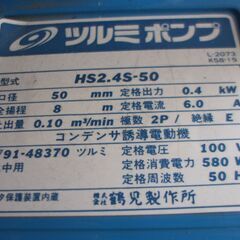 ツルミポンプ
L-2073
KSB-15
型式 HS2.4S-50
口径 50 mm 定格出力 0.4 kW
全揚程 8 m 定格電流 6.0 A
吐出量 0.10 m³/min 極数 2P / 絶縁 E
コンデンサ誘導電動機
791-48370 ツルミ 定格電圧 100
中用 定格消費電力 580 W
定格周波数 50 H
保護装置内蔵 株式会社 鶴見製作所